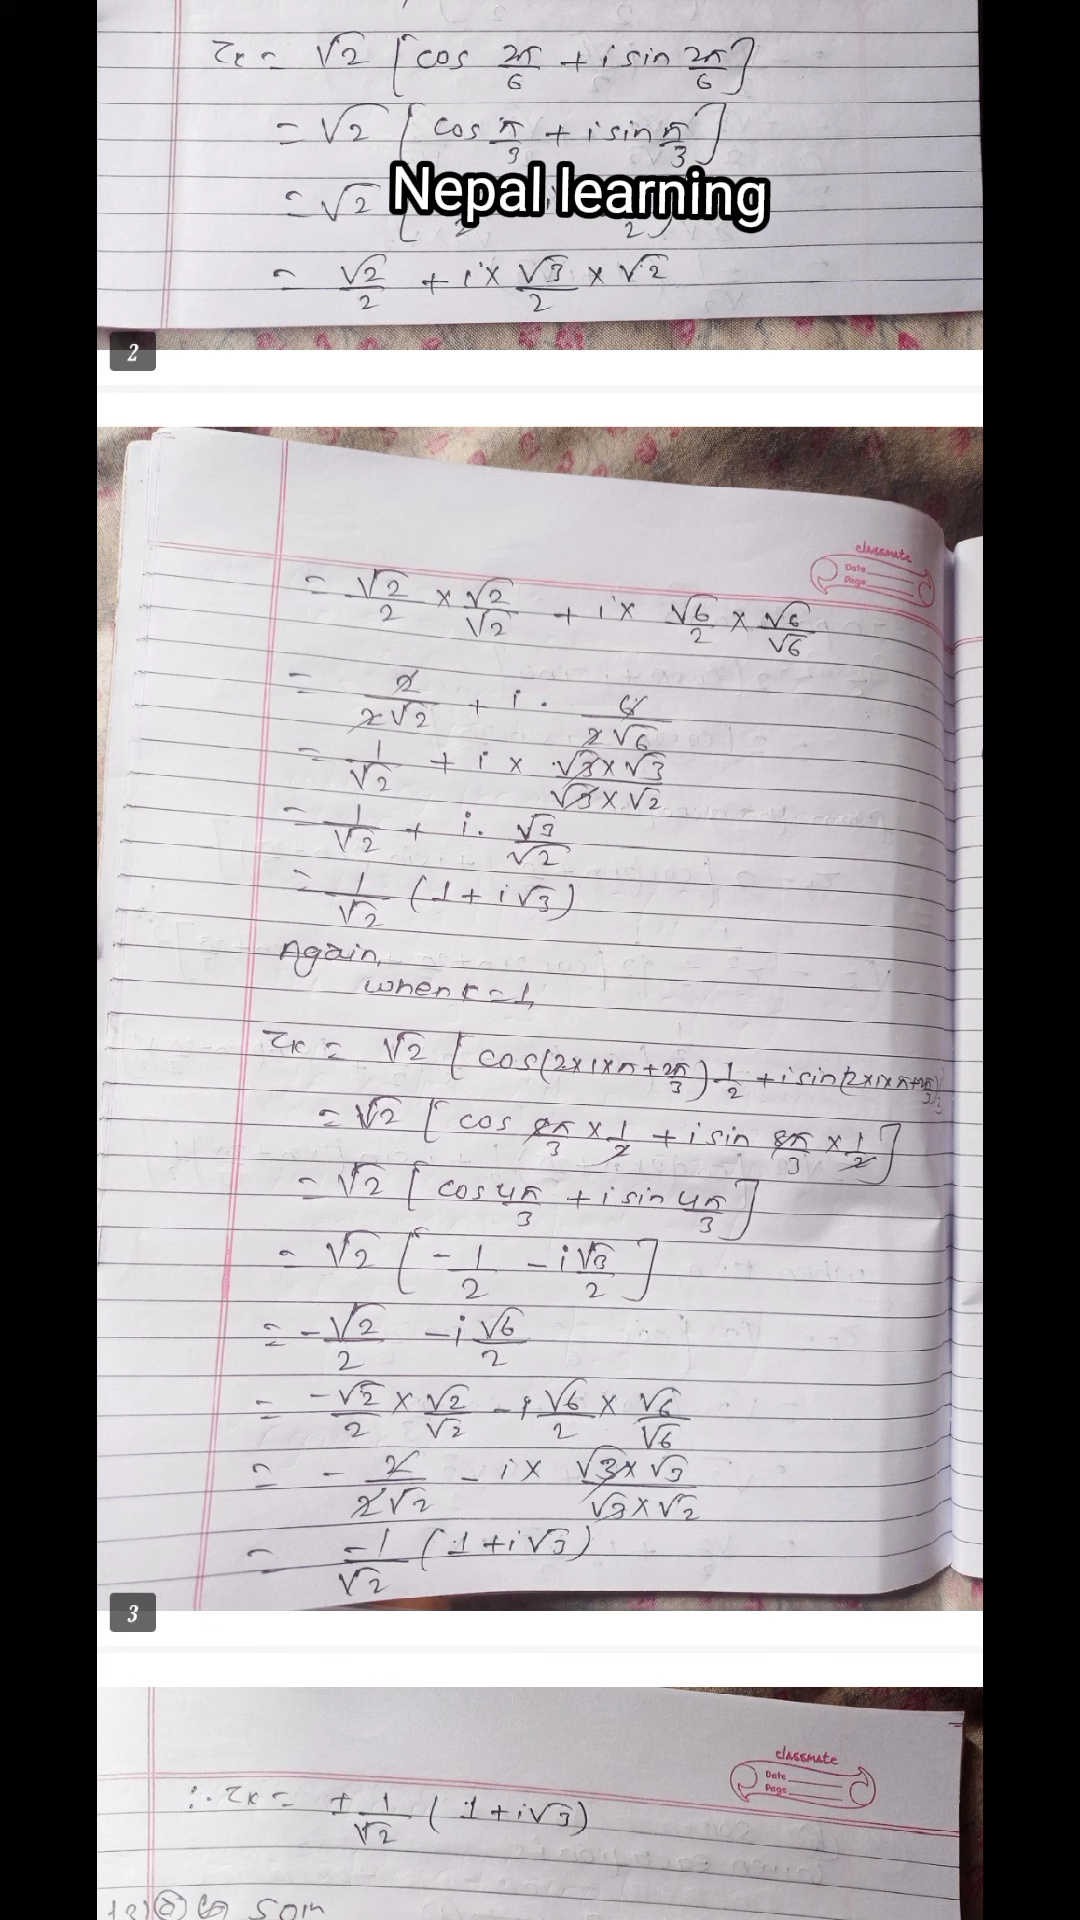 zₖ = √2 [cos 2π/6 + i sin 2π/6]
= √2 [cos π/3 + i sin π/3]
Nepal learning
= √2 [
= √2/2 + i × √3/2 × √2
2
classmate
Date
Page
= √2/2 × √2/√2 + i × √6/2 × √6/√6
= 2/2√2 + i . 6/2√6
= 1/√2 + i × √3×√3/√3×√2
= 1/√2 + i. √3/√2
= 1/√2 (1+i√3)
Again,
when k=1,
zₖ = √2 [cos(2×1×π+2π/3) 1/2 + i sin(2×1×π+2π/3)
= √2 [cos 8π/3 × 1/2 + i sin 8π/3 × 1/2]
= √2 [cos 4π/3 + i sin 4π/3]
= √2 [-1/2 - i√3/2]
= -√2/2 - i √6/2
= -√2/2 × √2/√2 - i √6/2 × √6/√6
= - 2/2√2 - i × √3×√3/√3×√2
= -1/√2 (1+i√3)
3
classmate
Date
Page
∴ zₖ = ± 1/√2 (1+i√3)